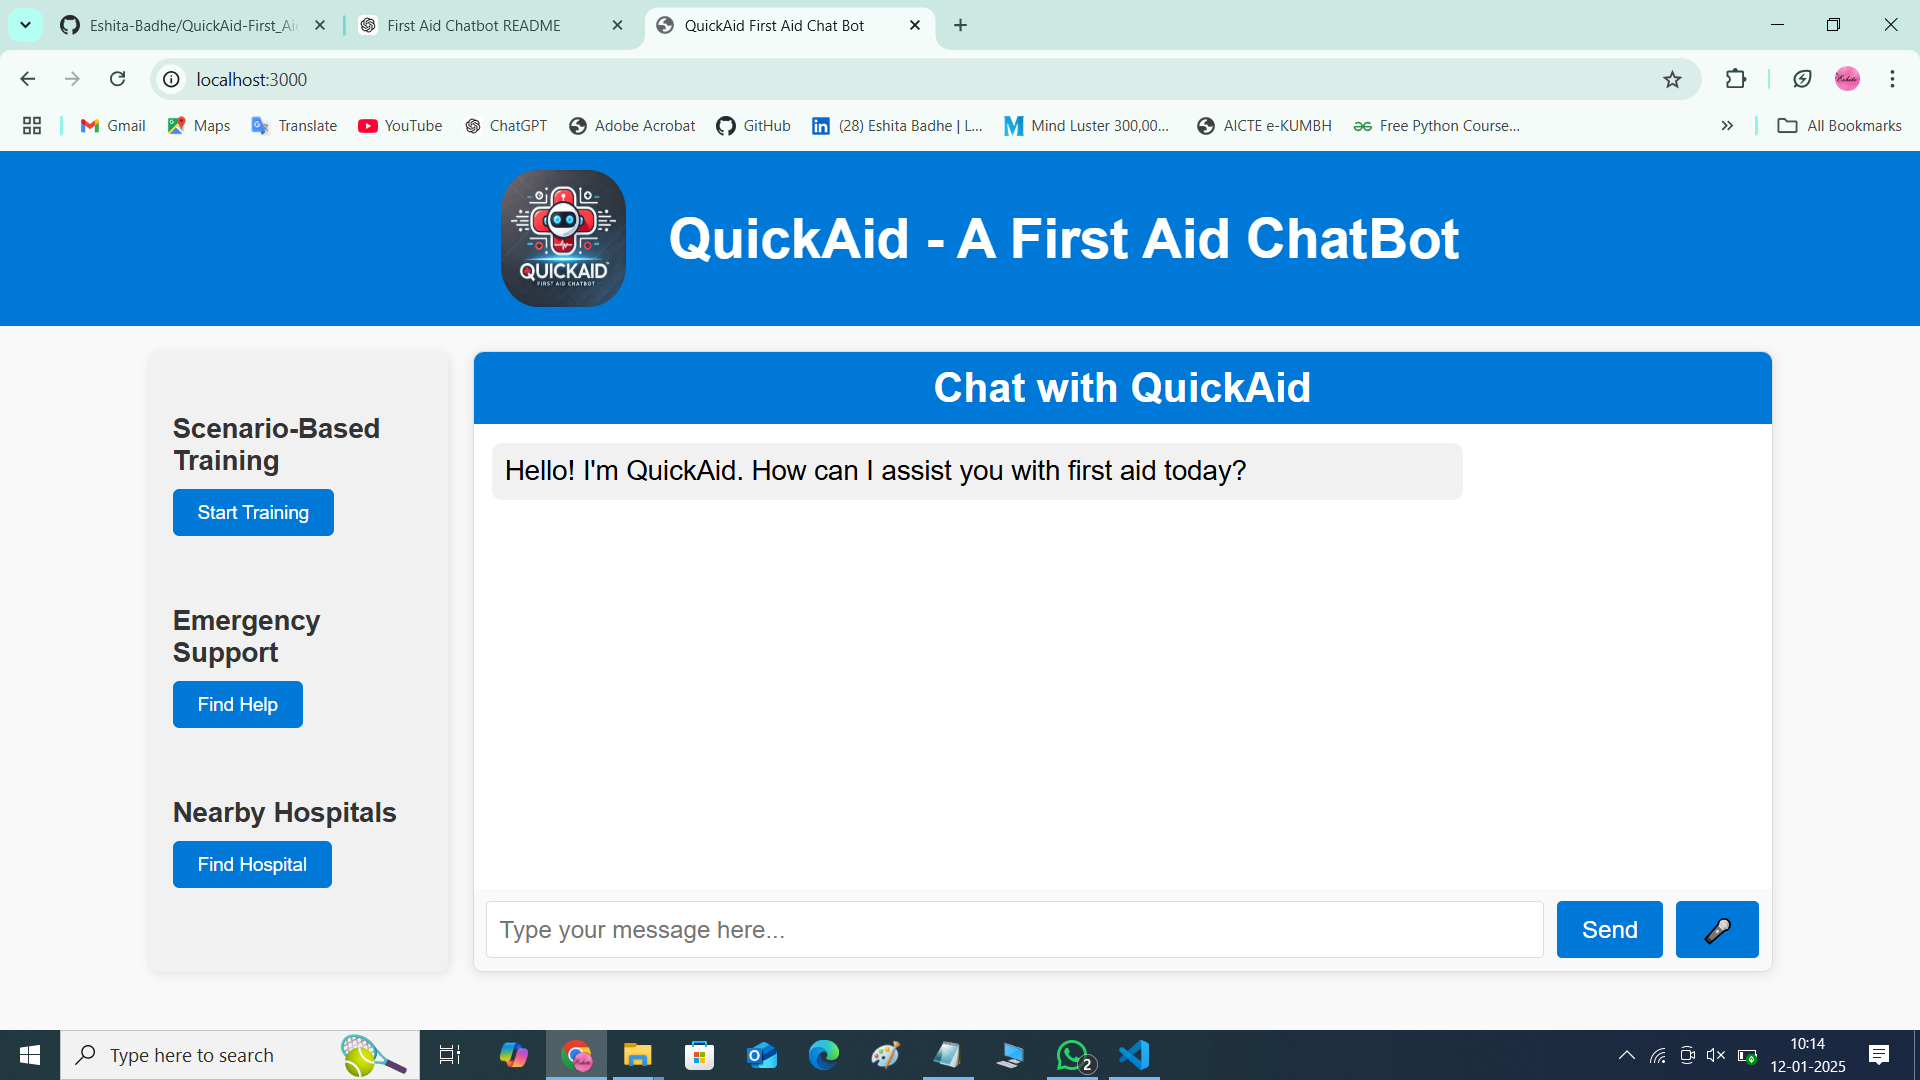 Eshita-Badhe/QuickAid-First_Ai
First Aid Chatbot README
QuickAid First Aid Chat Bot
localhost:3000
Gmail
Maps
Translate
YouTube
ChatGPT
Adobe Acrobat
GitHub
(28) Eshita Badhe | L...
Mind Luster 300,00...
AICTE e-KUMBH
Free Python Course...
All Bookmarks
QUICKAID
FIRST AID CHATBOT
QuickAid - A First Aid ChatBot
Scenario-Based
Training
Start Training
Emergency
Support
Find Help
Nearby Hospitals
Find Hospital
Chat with QuickAid
Hello! I'm QuickAid. How can I assist you with first aid today?
Type your message here...
Send
Type here to search
2
10:14
12-01-2025